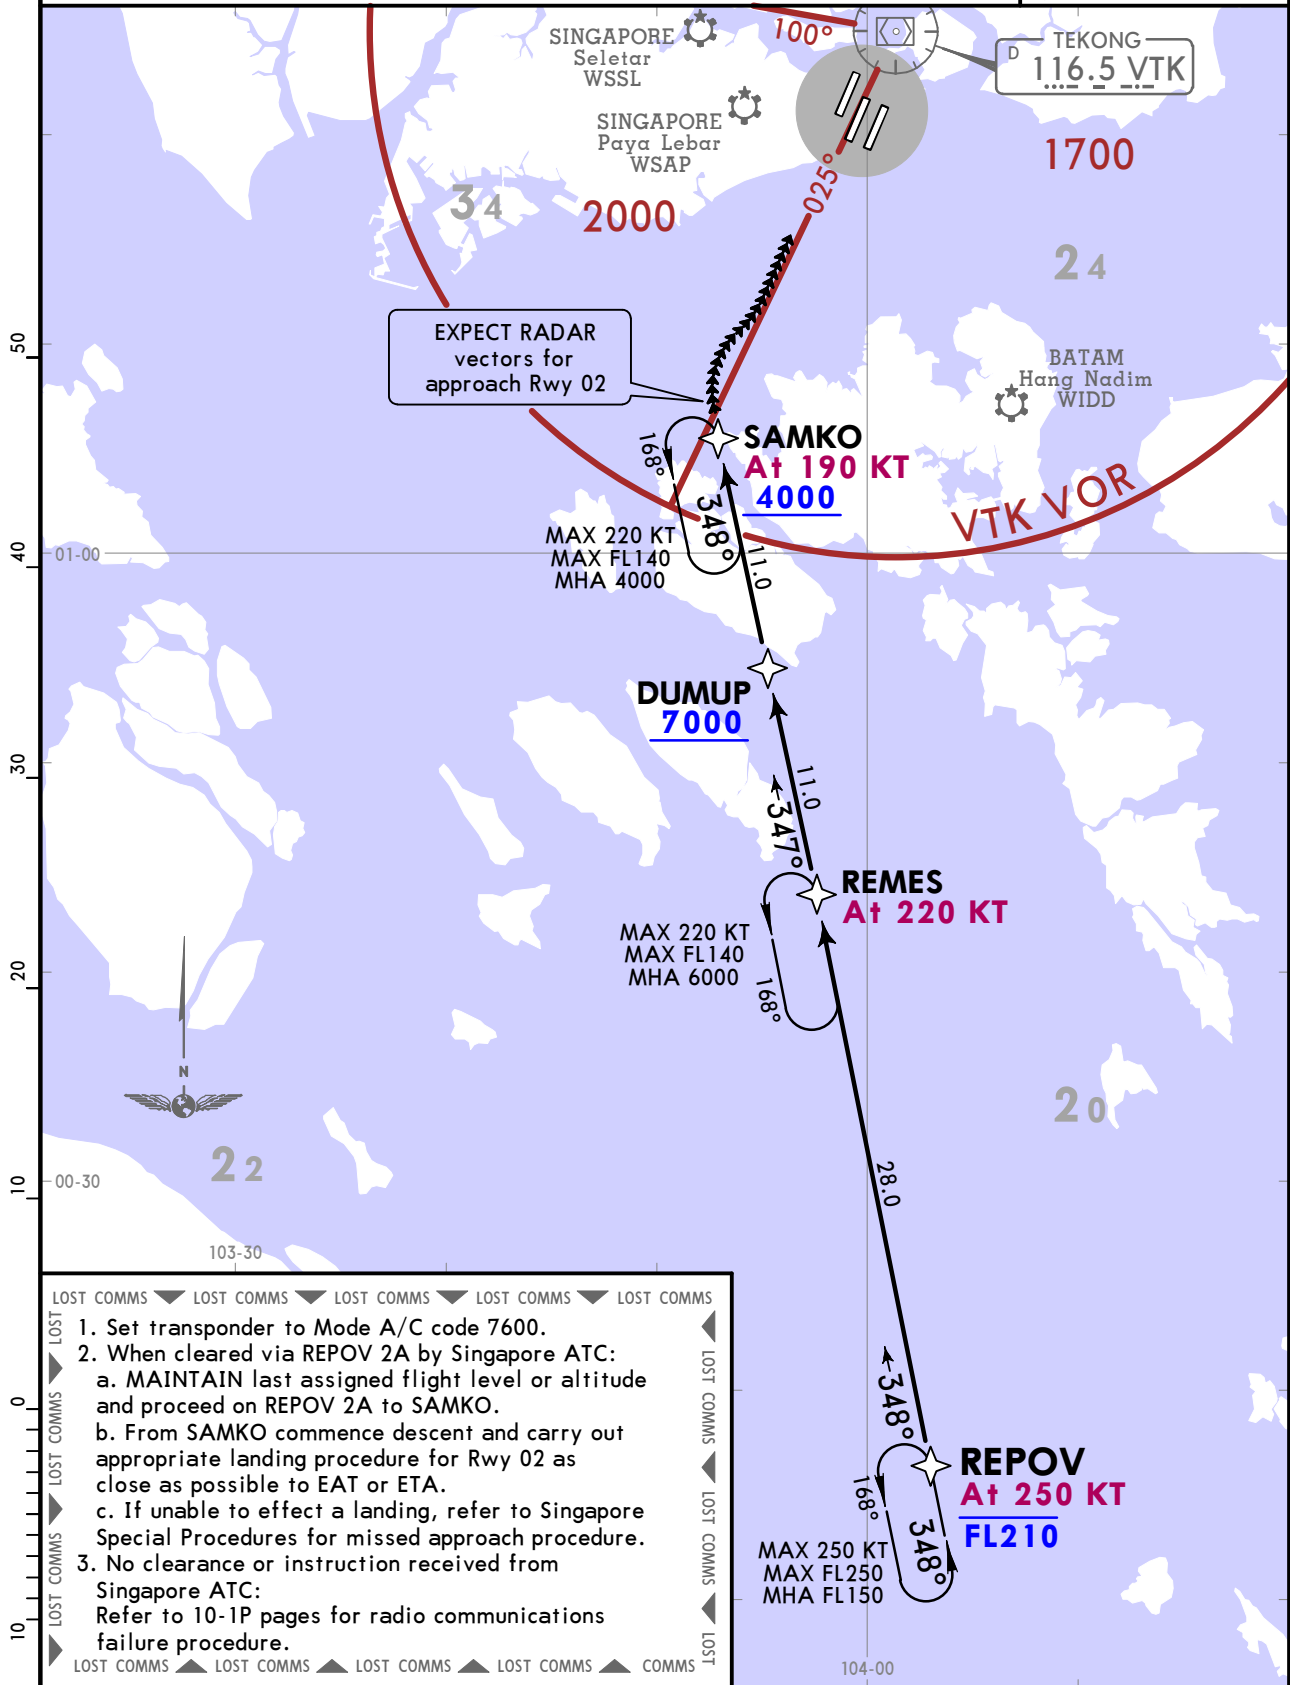 100°
TEKONG
D
116.5 VTK
SINGAPORE
Seletar
WSSL
SINGAPORE
Paya Lebar
WSAP
1700
025°
34
2000
24
EXPECT RADAR
vectors for
approach Rwy 02
BATAM
Hang Nadim
WIDD
50
SAMKO
At 190 KT
4000
168°
348°
VTK VOR
MAX 220 KT
MAX FL140
MHA 4000
11.0
40
01-00
DUMUP
7000
30
11.0
347°
REMES
At 220 KT
MAX 220 KT
MAX FL140
MHA 6000
168°
20
N
20
22
28.0
10
00-30
103-30
LOST COMMS LOST COMMS LOST COMMS LOST COMMS LOST COMMS
1. Set transponder to Mode A/C code 7600.
2. When cleared via REPOV 2A by Singapore ATC:
a. MAINTAIN last assigned flight level or altitude
and proceed on REPOV 2A to SAMKO.
b. From SAMKO commence descent and carry out
appropriate landing procedure for Rwy 02 as
close as possible to EAT or ETA.
c. If unable to effect a landing, refer to Singapore
Special Procedures for missed approach procedure.
3. No clearance or instruction received from
Singapore ATC:
Refer to 10-1P pages for radio communications
failure procedure.
LOST COMMS LOST COMMS LOST COMMS LOST COMMS COMMS
LOST COMMS LOST COMMS LOST
LOST COMMS LOST COMMS LOST
0
10
348°
REPOV
At 250 KT
FL210
168°
348°
MAX 250 KT
MAX FL250
MHA FL150
104-00